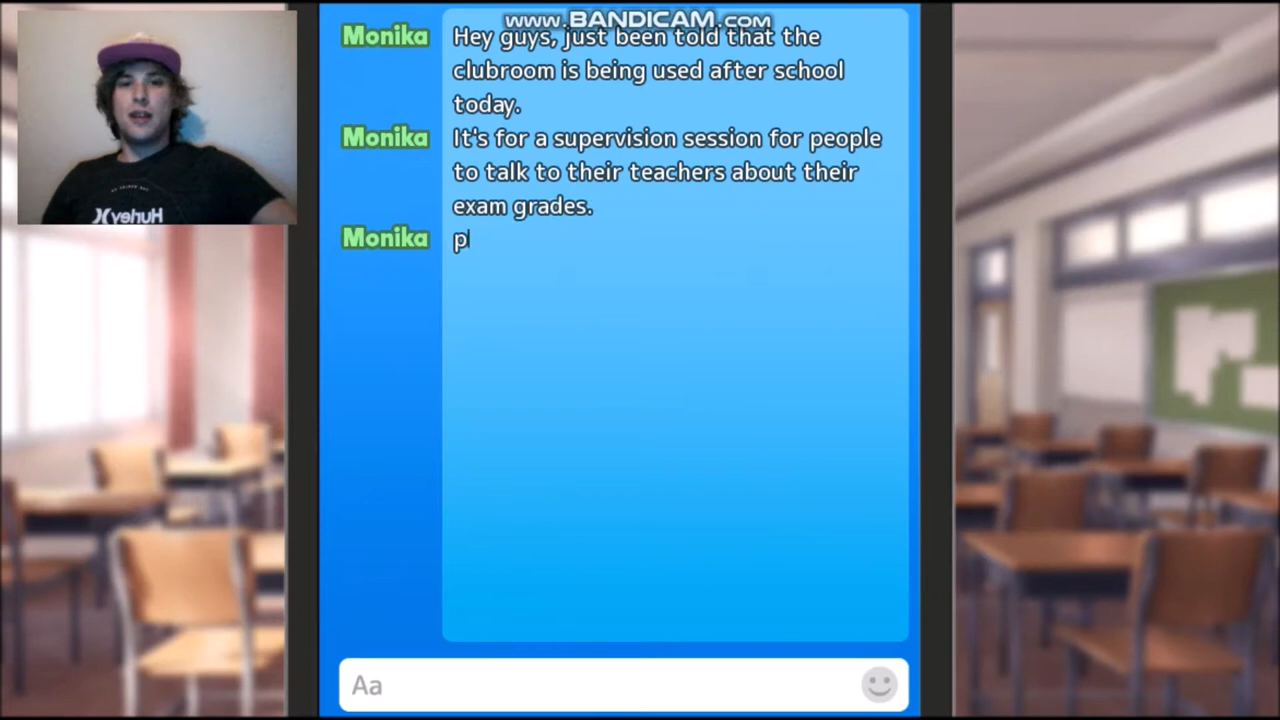 www.BANDICAM.com
Monika Hey guys, just been told that the
clubroom is being used after school
today.
Monika It's for a supervision session for people
to talk to their teachers about their
exam grades.
Monika p
Aa
Hurley